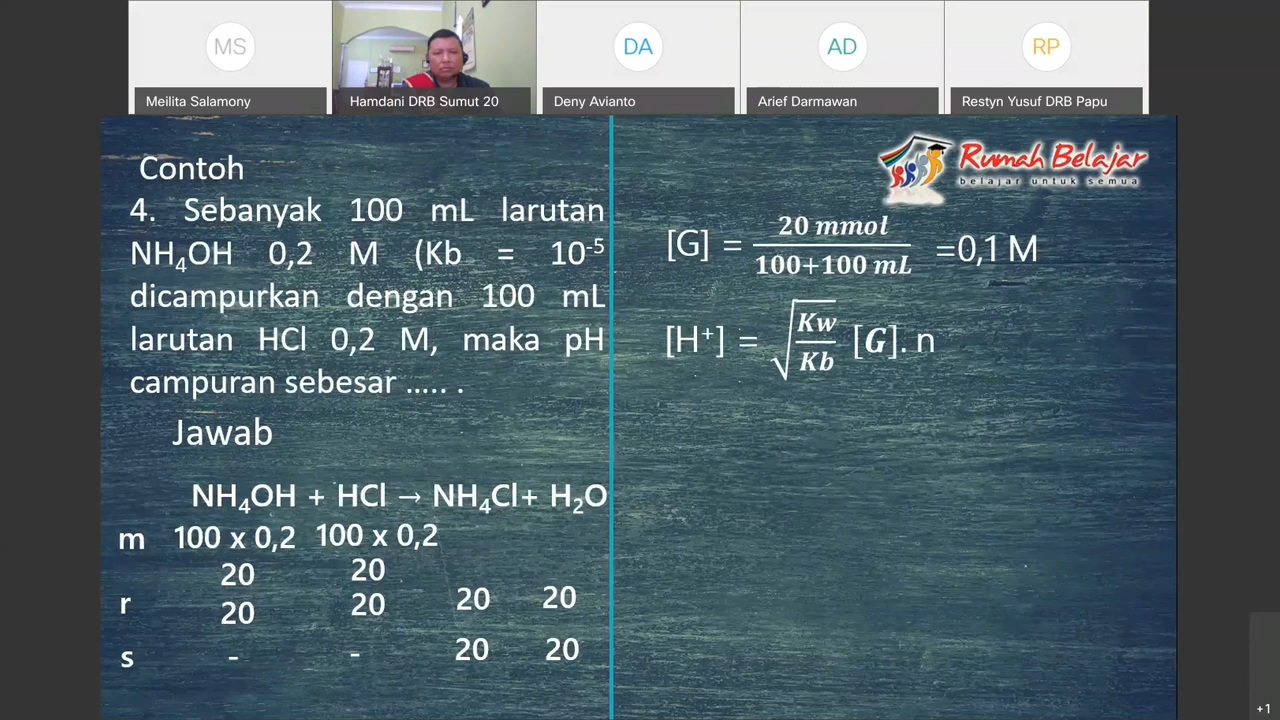 MS
DA
AD
RP
Meilita Salamony
Hamdani DRB Sumut 20
Deny Avianto
Arief Darmawan
Restyn Yusuf DRB Papu
Contoh
4. Sebanyak 100 mL larutan
NH₄OH 0,2 M (Kb = 10⁻⁵
dicampurkan dengan 100 mL
larutan HCl 0,2 M, maka pH
campuran sebesar ..... .
Jawab
NH₄OH + HCl → NH₄Cl+ H₂O
m 100 x 0,2 100 x 0,2
20 20
r 20 20 20 20
s - - 20 20
Rumah Belajar
belajar untuk semua
[G] = 20 mmol / 100+100 mL =0,1 M
[H⁺] = √ Kw / Kb [G]. n
+1